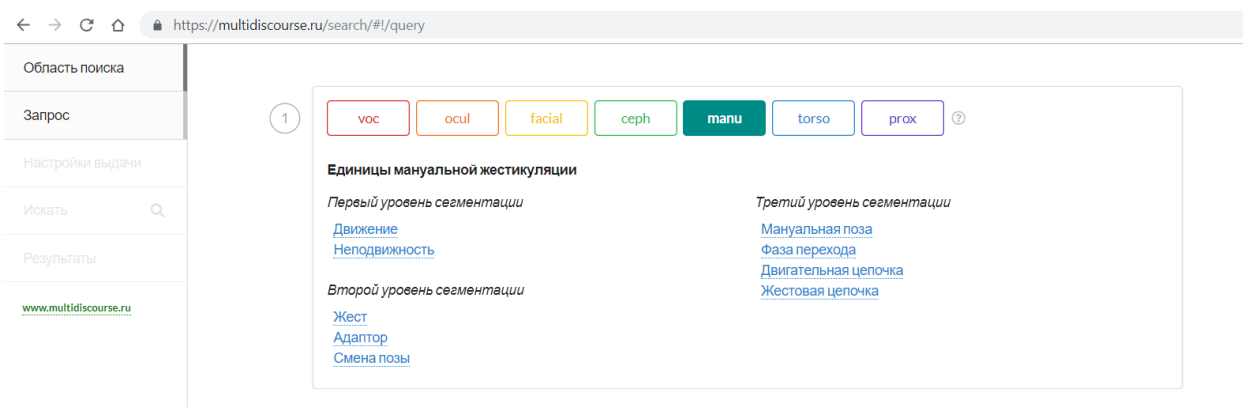 https://multidiscourse.ru/search/#!/query
Область поиска
Запрос
Настройки выдачи
Искать
Результаты
www.multidiscourse.ru
1
voc ocul facial ceph manu torso prox ?
Единицы мануальной жестикуляции
Первый уровень сегментации
Движение
Неподвижность
Второй уровень сегментации
Жест
Адаптор
Смена позы
Третий уровень сегментации
Мануальная поза
Фаза перехода
Двигательная цепочка
Жестовая цепочка